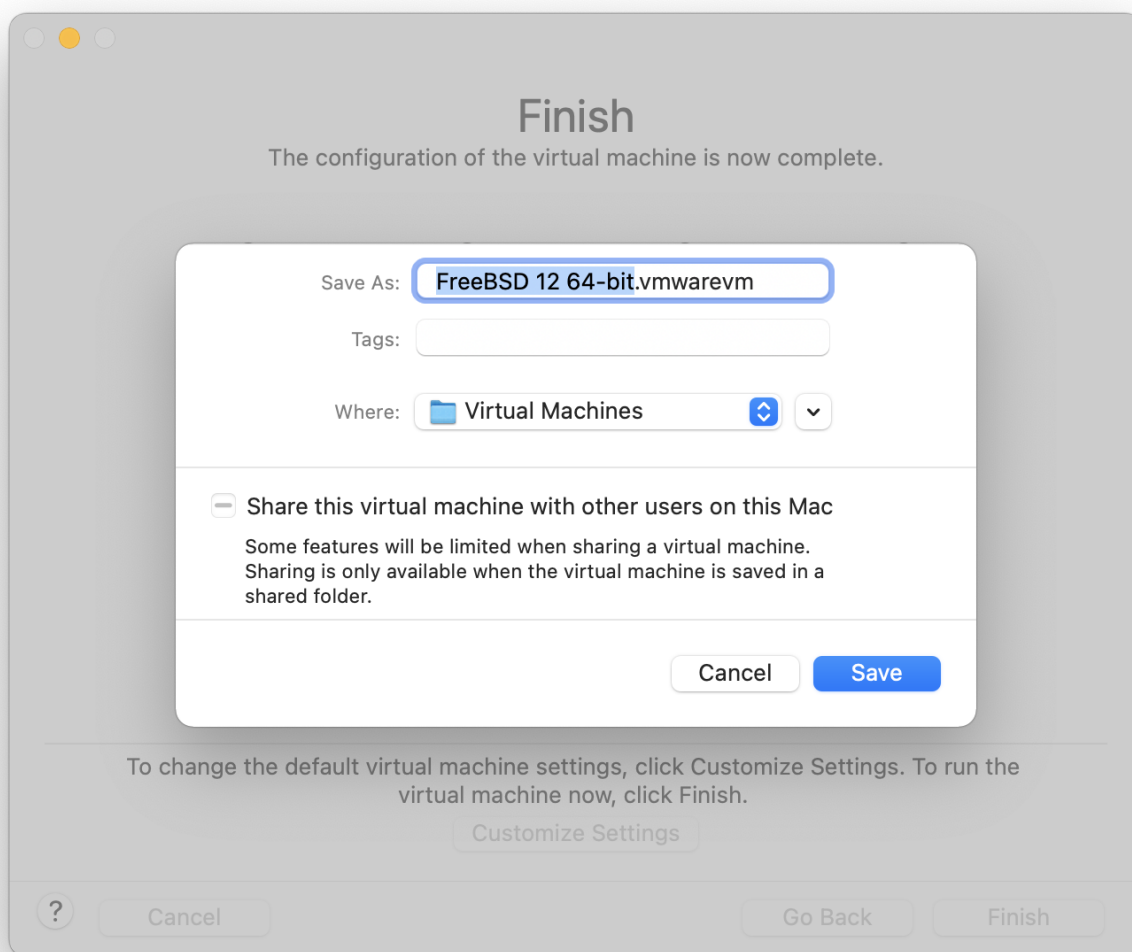 Finish
The configuration of the virtual machine is now complete.
Save As: FreeBSD 12 64-bit.vmwarevm
Tags:
Where: Virtual Machines
Share this virtual machine with other users on this Mac
Some features will be limited when sharing a virtual machine.
Sharing is only available when the virtual machine is saved in a
shared folder.
Cancel Save
To change the default virtual machine settings, click Customize Settings. To run the
virtual machine now, click Finish.
Customize Settings
? Cancel Go Back Finish